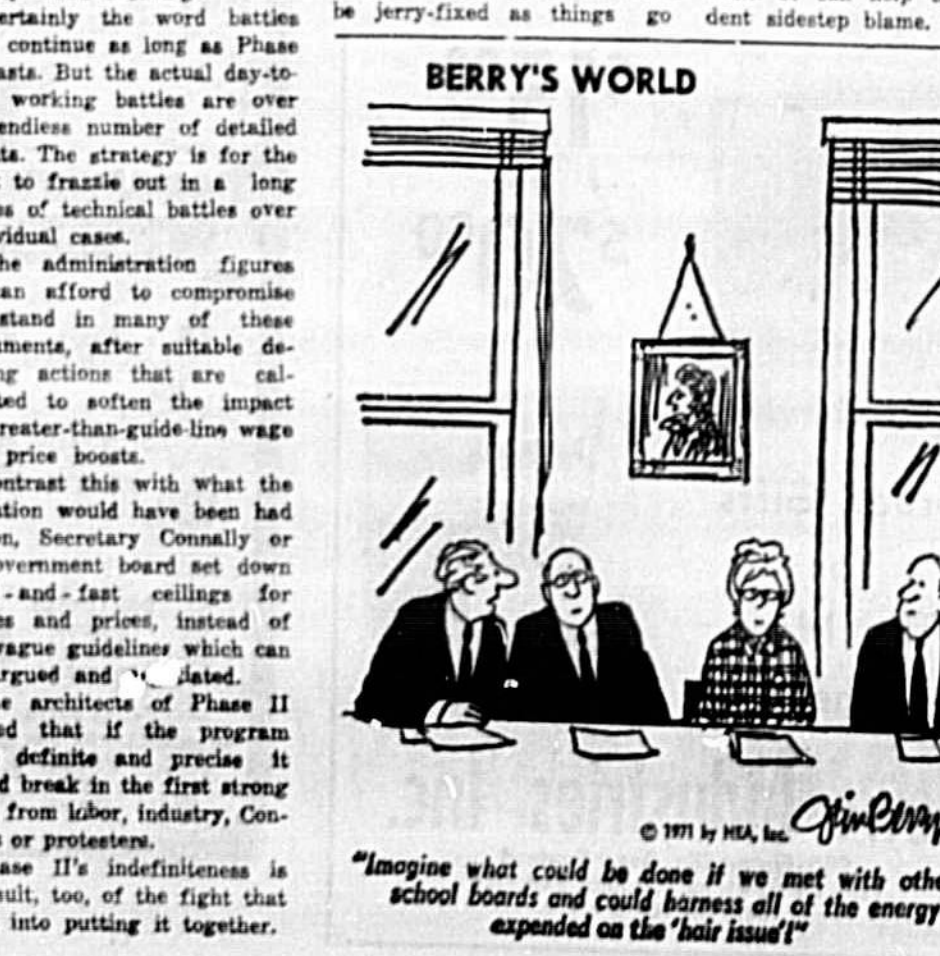 ertainly the word battles
continue as long as Phase
asts. But the actual day-to-
working battles are over
endless number of detailed
ts. The strategy is for the
to frazzle out in a long
es of technical battles over
vidual cases.
he administration figures
an afford to compromise
stand in many of these
uments, after suitable de-
ng actions that are cal-
ted to soften the impact
reater-than-guide-line wage
price boosts.
ontrast this with what the
ation would have been had
on, Secretary Connally or
overnment board set down
-and-fast ceilings for
es and prices, instead of
vague guidelines which can
rgued and
e architects of Phase II
ed that if the program
definite and precise it
d break in the first strong
from labor, industry, Con-
s or protesters.
ase II's indefiniteness is
sult, too, of the fight that
into putting it together.
be jerry-fixed as things go
dent sidestep blame.
BERRY'S WORLD
© 1971 by NEA, Inc.
Jim Berry
"Imagine what could be done if we met with othe
school boards and could harness all of the energy
expended on the 'hair issue'!"